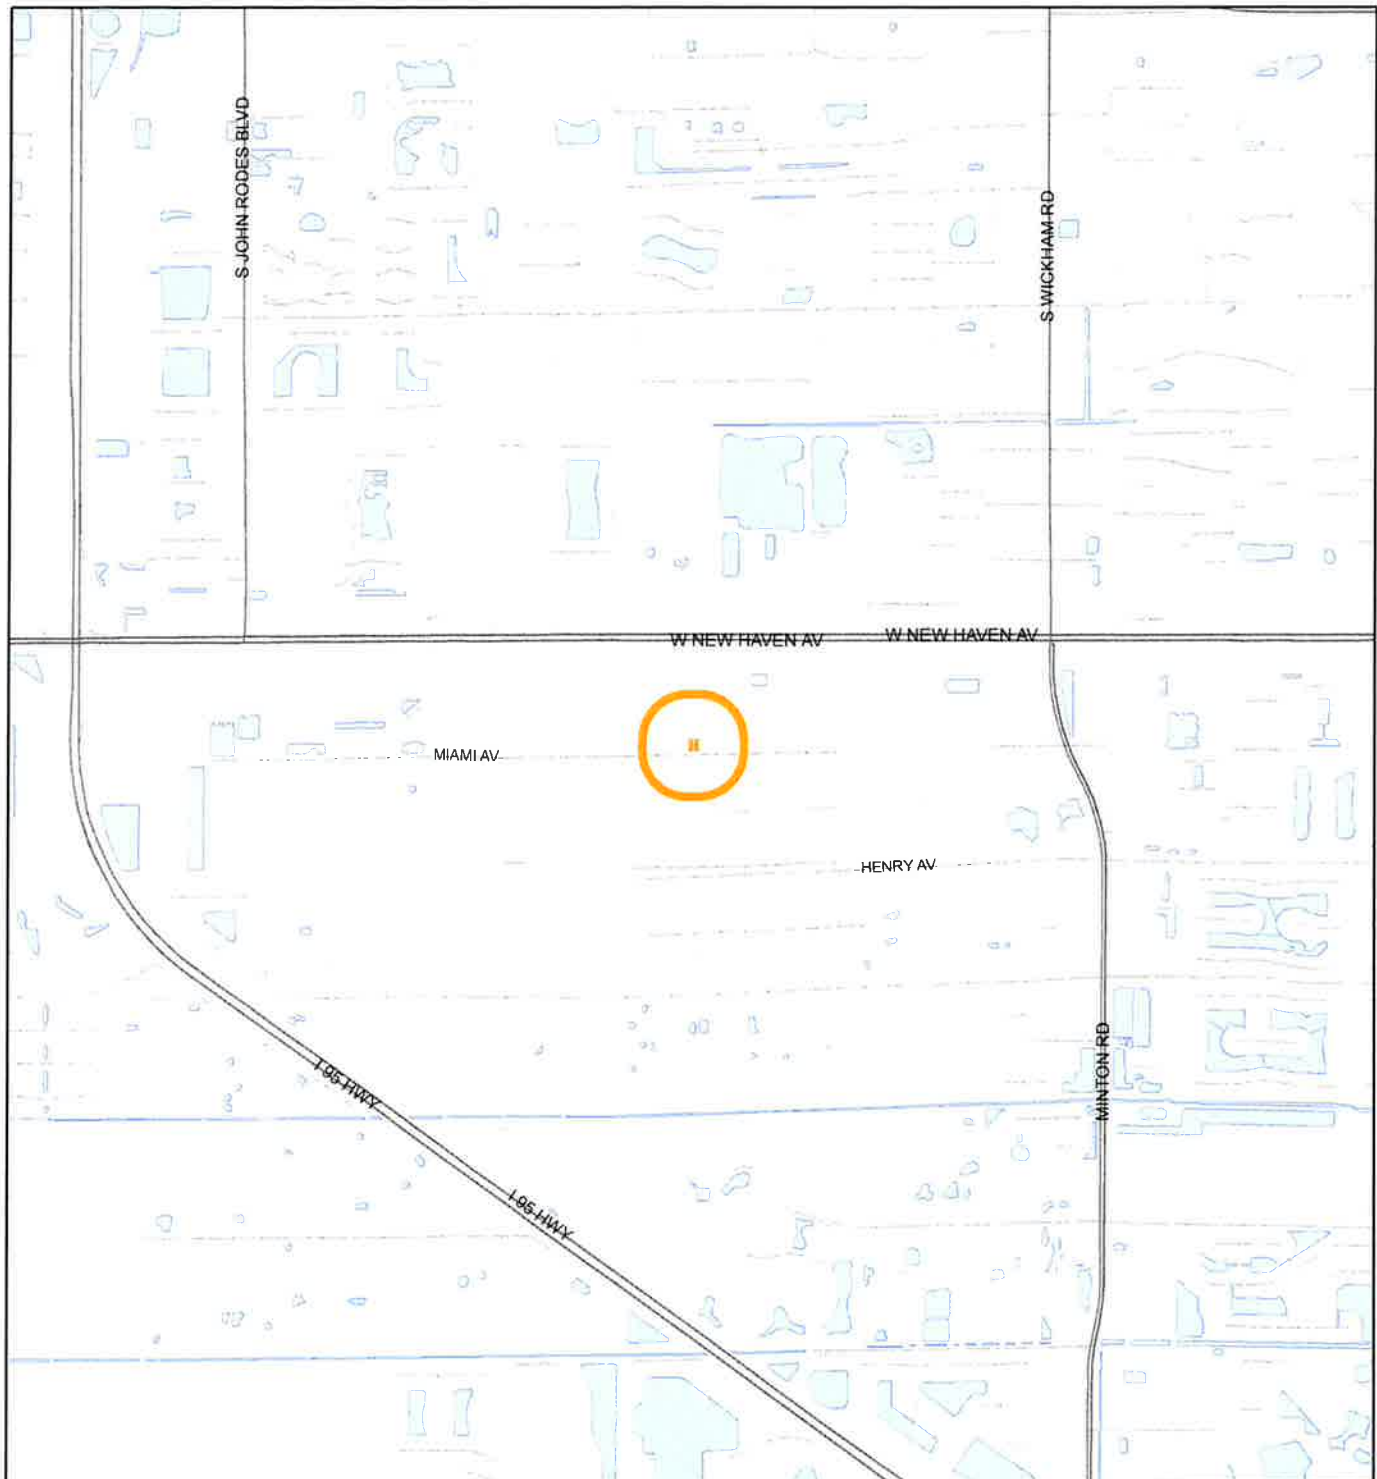 S JOHN RODES BLVD
S WICKHAM RD
W NEW HAVEN AV
W NEW HAVEN AV
MIAMI AV
HENRY AV
MINTON RD
I 95 HWY
I 95 HWY